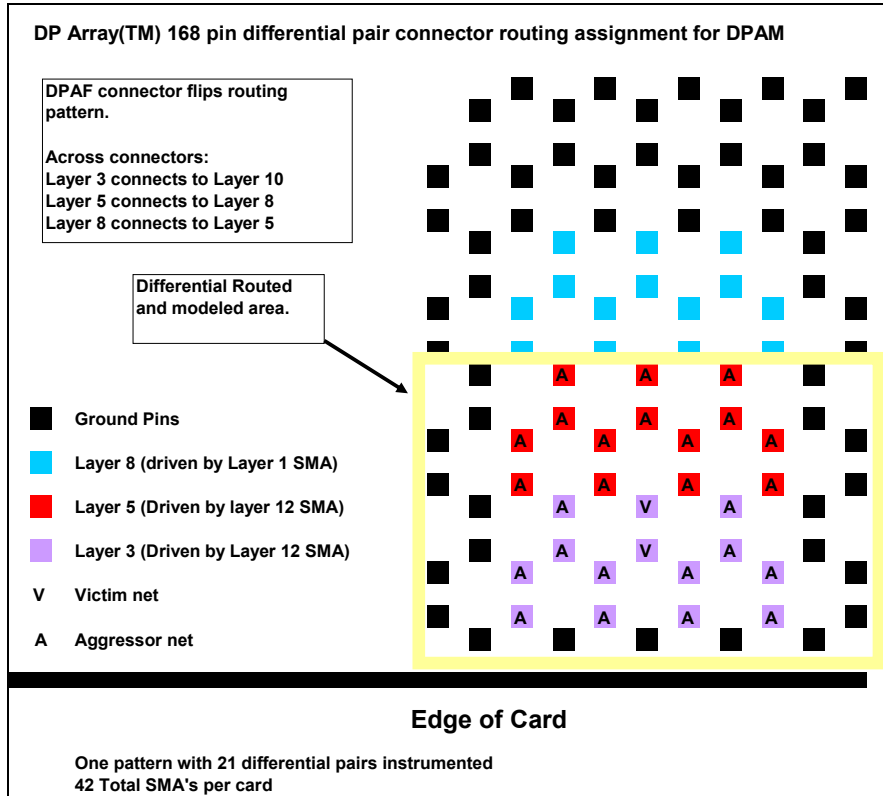 DP Array(TM) 168 pin differential pair connector routing assignment for DPAM
DPAF connector flips routing
pattern.
Across connectors:
Layer 3 connects to Layer 10
Layer 5 connects to Layer 8
Layer 8 connects to Layer 5
Differential Routed
and modeled area.
Ground Pins
Layer 8 (driven by Layer 1 SMA)
Layer 5 (Driven by layer 12 SMA)
Layer 3 (Driven by Layer 12 SMA)
V Victim net
A Aggressor net
A A A
A A A
A A A A
A A A A
A V A
A V A
A A A A
A A A A
Edge of Card
One pattern with 21 differential pairs instrumented
42 Total SMA's per card